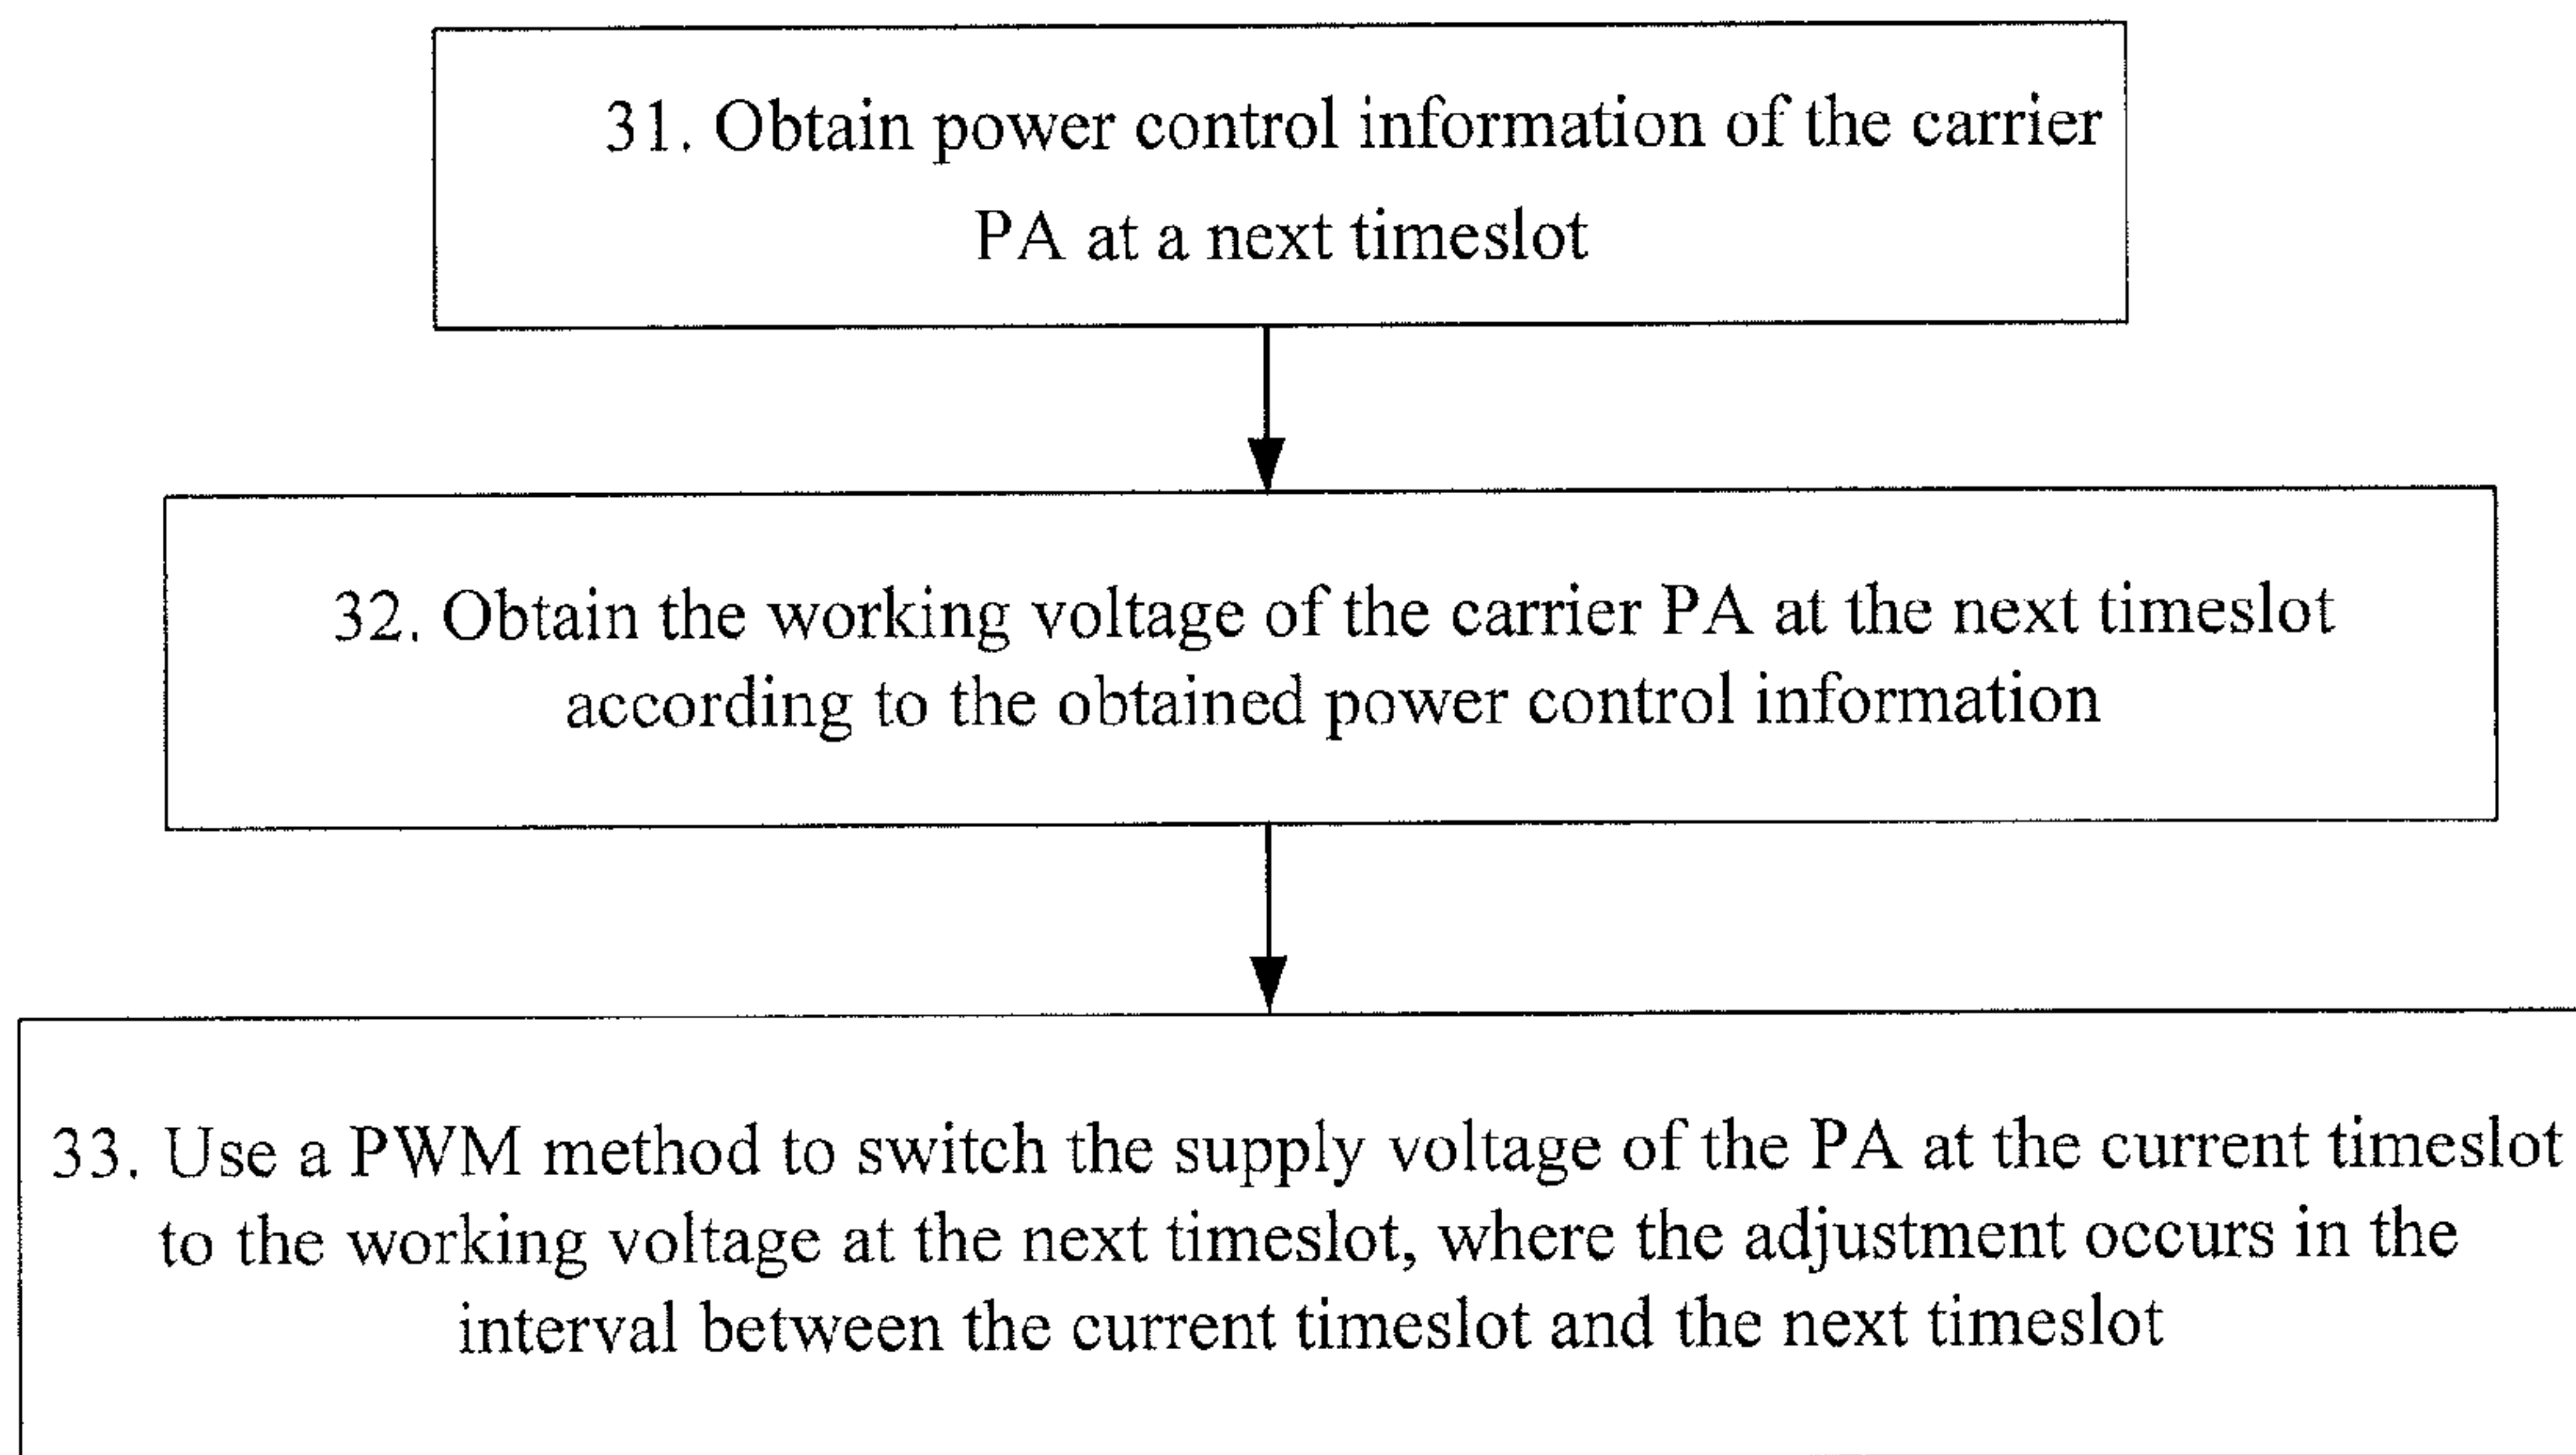 31. Obtain power control information of the carrier
PA at a next timeslot
32. Obtain the working voltage of the carrier PA at the next timeslot
according to the obtained power control information
33. Use a PWM method to switch the supply voltage of the PA at the current timeslot
to the working voltage at the next timeslot, where the adjustment occurs in the
interval between the current timeslot and the next timeslot